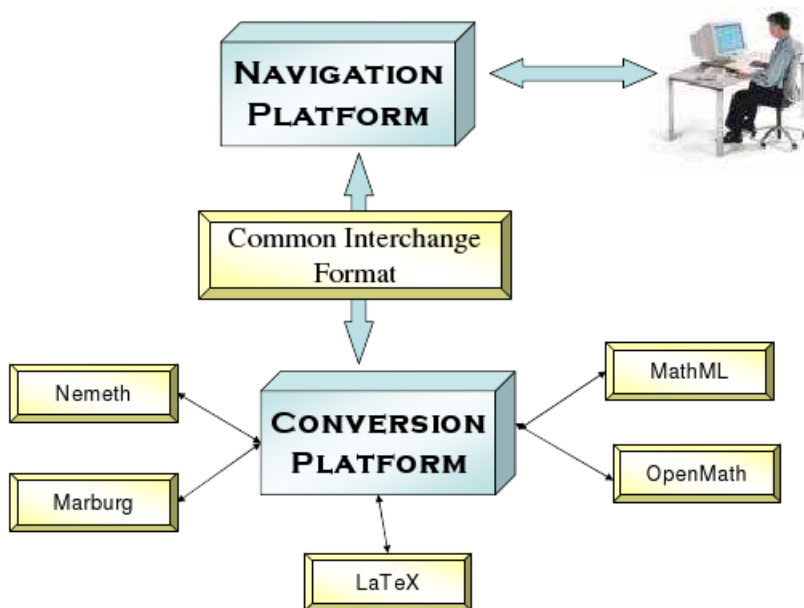 NAVIGATION
PLATFORM
Common Interchange
Format
Nemeth
Marburg
CONVERSION
PLATFORM
MathML
OpenMath
LaTeX